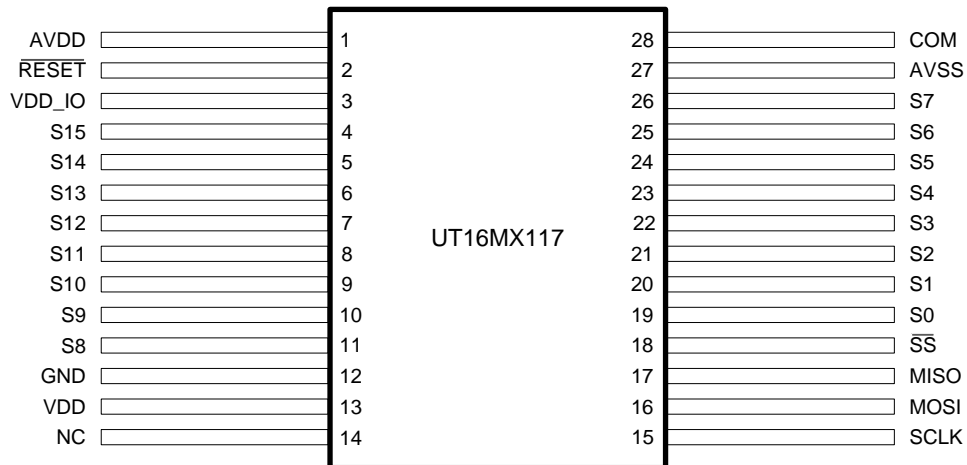 AVDD 1 28 COM
RESET 2 27 AVSS
VDD_IO 3 26 S7
S15 4 25 S6
S14 5 24 S5
S13 6 23 S4
S12 7 22 S3
UT16MX117
S11 8 21 S2
S10 9 20 S1
S9 10 19 S0
S8 11 18 SS
GND 12 17 MISO
VDD 13 16 MOSI
NC 14 15 SCLK